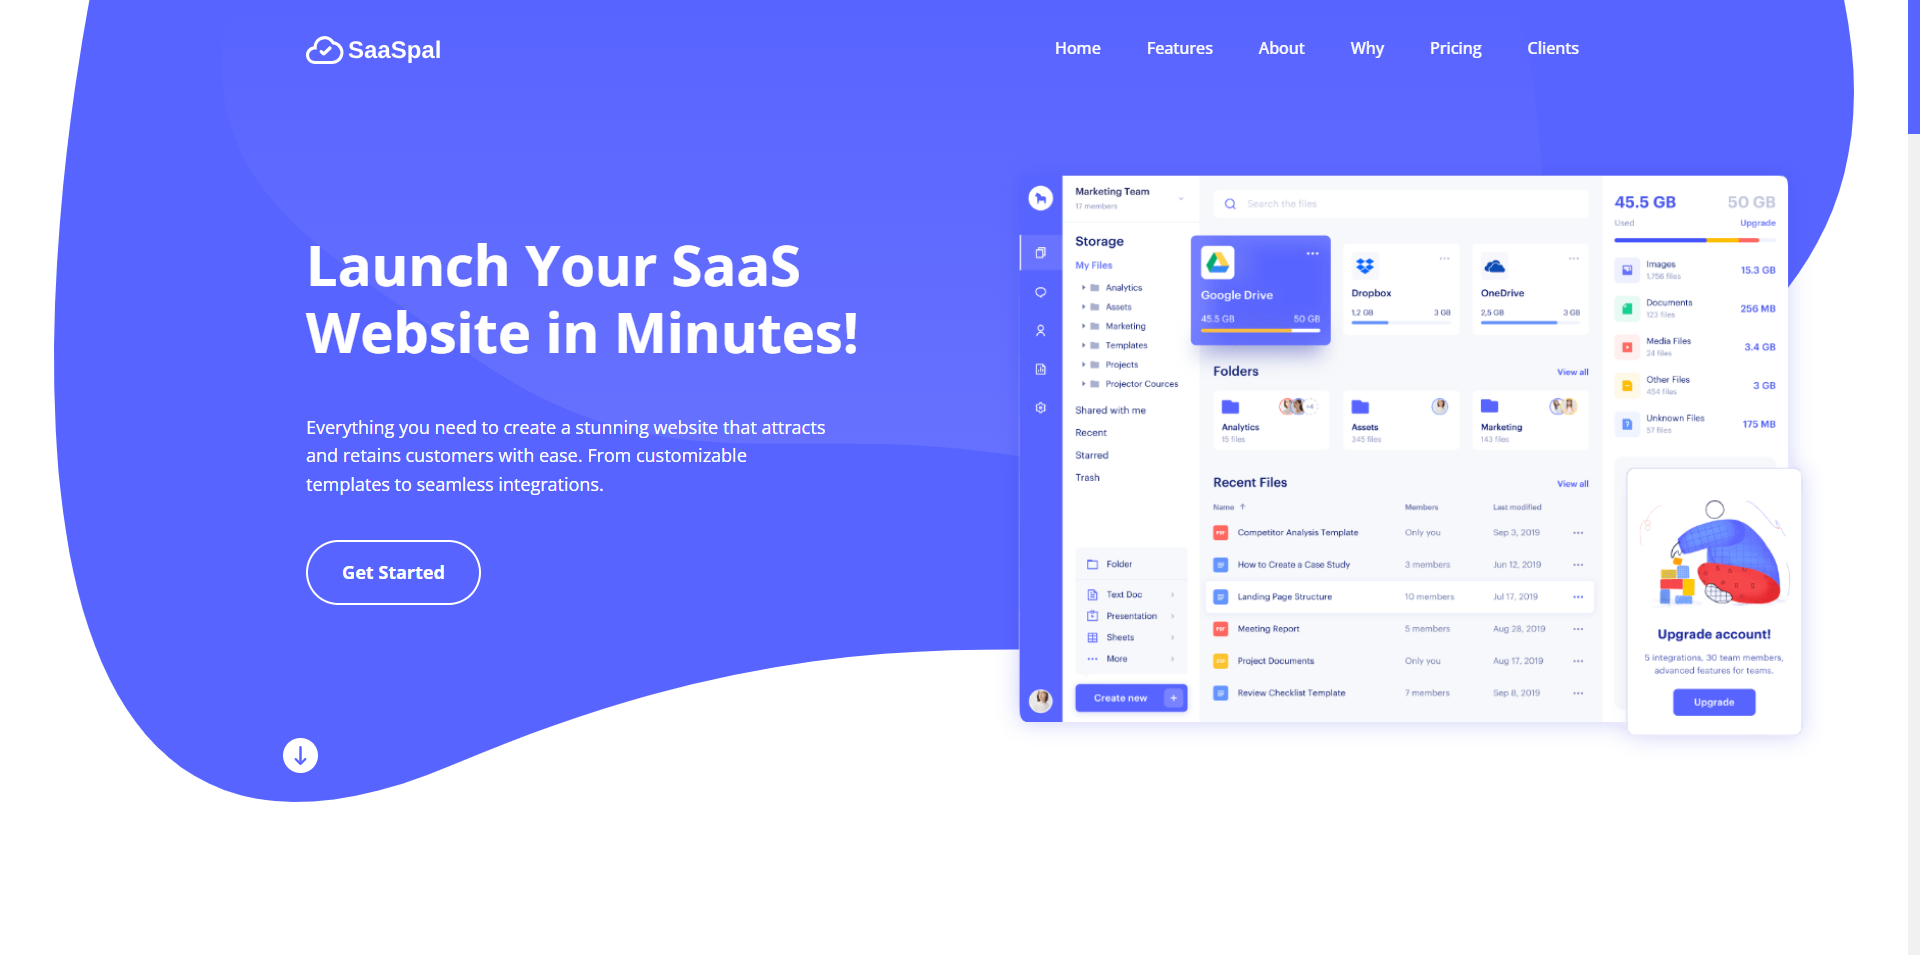 SaaSpal
Home Features About Why Pricing Clients
Launch Your SaaS
Website in Minutes!
Everything you need to create a stunning website that attracts
and retains customers with ease. From customizable
templates to seamless integrations.
Get Started
Marketing Team
17 members
Storage
My Files
Analytics
Assets
Marketing
Templates
Projects
Projector Cources
Shared with me
Recent
Starred
Trash
Folder
Text Doc
Presentation
Sheets
More
Create new +
Search the files
Google Drive
45.5 GB 50 GB
Dropbox
1,2 GB 3 GB
OneDrive
2,5 GB 3 GB
Folders View all
Analytics
15 files
+4
Assets
345 files
Marketing
143 files
Recent Files View all
Name Members Last modified
PDF Competitor Analysis Template Only you Sep 3, 2019
How to Create a Case Study 3 members Jun 12, 2019
Landing Page Structure 10 members Jul 17, 2019
PDF Meeting Report 5 members Aug 28, 2019
Project Documents Only you Aug 17, 2019
Review Checklist Template 7 members Sep 8, 2019
45.5 GB 50 GB
Used Upgrade
Images
1,756 files
15.3 GB
Documents
123 files
256 MB
Media Files
24 files
3.4 GB
Other Files
454 files
3 GB
Unknown Files
57 files
175 MB
Upgrade account!
5 integrations, 30 team members,
advanced features for teams.
Upgrade